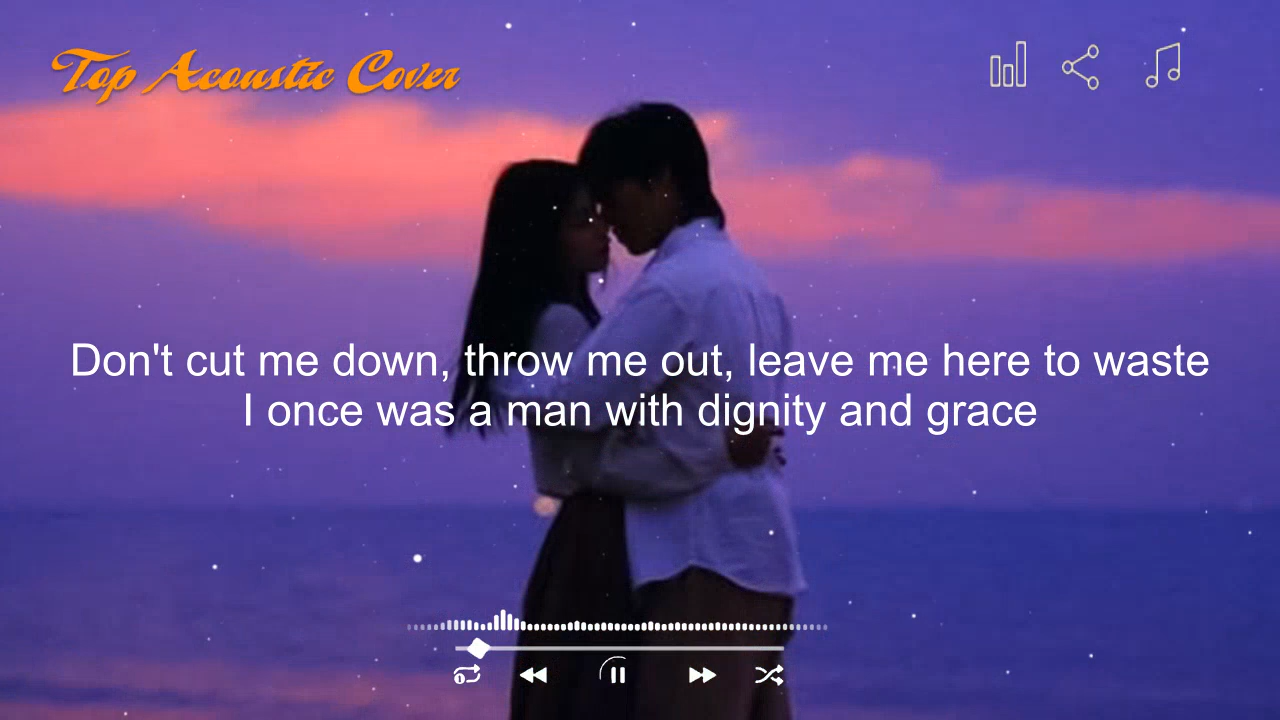 Top Acoustic Cover
Don't cut me down, throw me out, leave me here to waste
I once was a man with dignity and grace